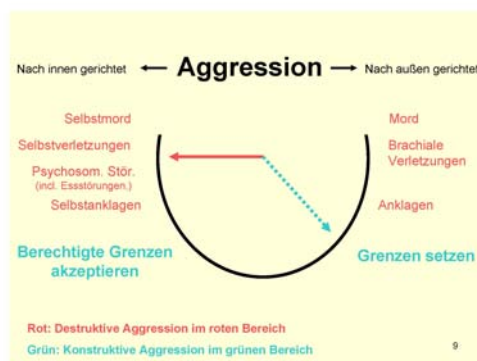 Aggression
Nach innen gerichtet
Nach außen gerichtet
Selbstmord
Selbstverletzungen
Psychosom. Stör.
(incl. Essstörungen.)
Selbstanklagen
Berechtigte Grenzen
akzeptieren
Mord
Brachiale
Verletzungen
Anklagen
Grenzen setzen
Rot: Destruktive Aggression im roten Bereich
Grün: Konstruktive Aggression im grünen Bereich
9